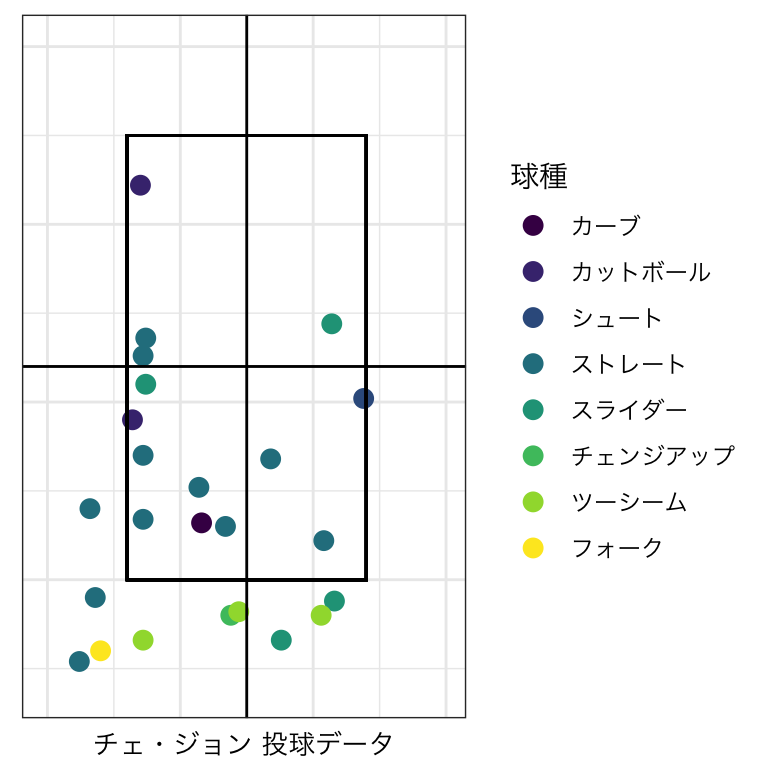 球種
カーブ
カットボール
シュート
ストレート
スライダー
チェンジアップ
ツーシーム
フォーク
チェ・ジョン 投球データ